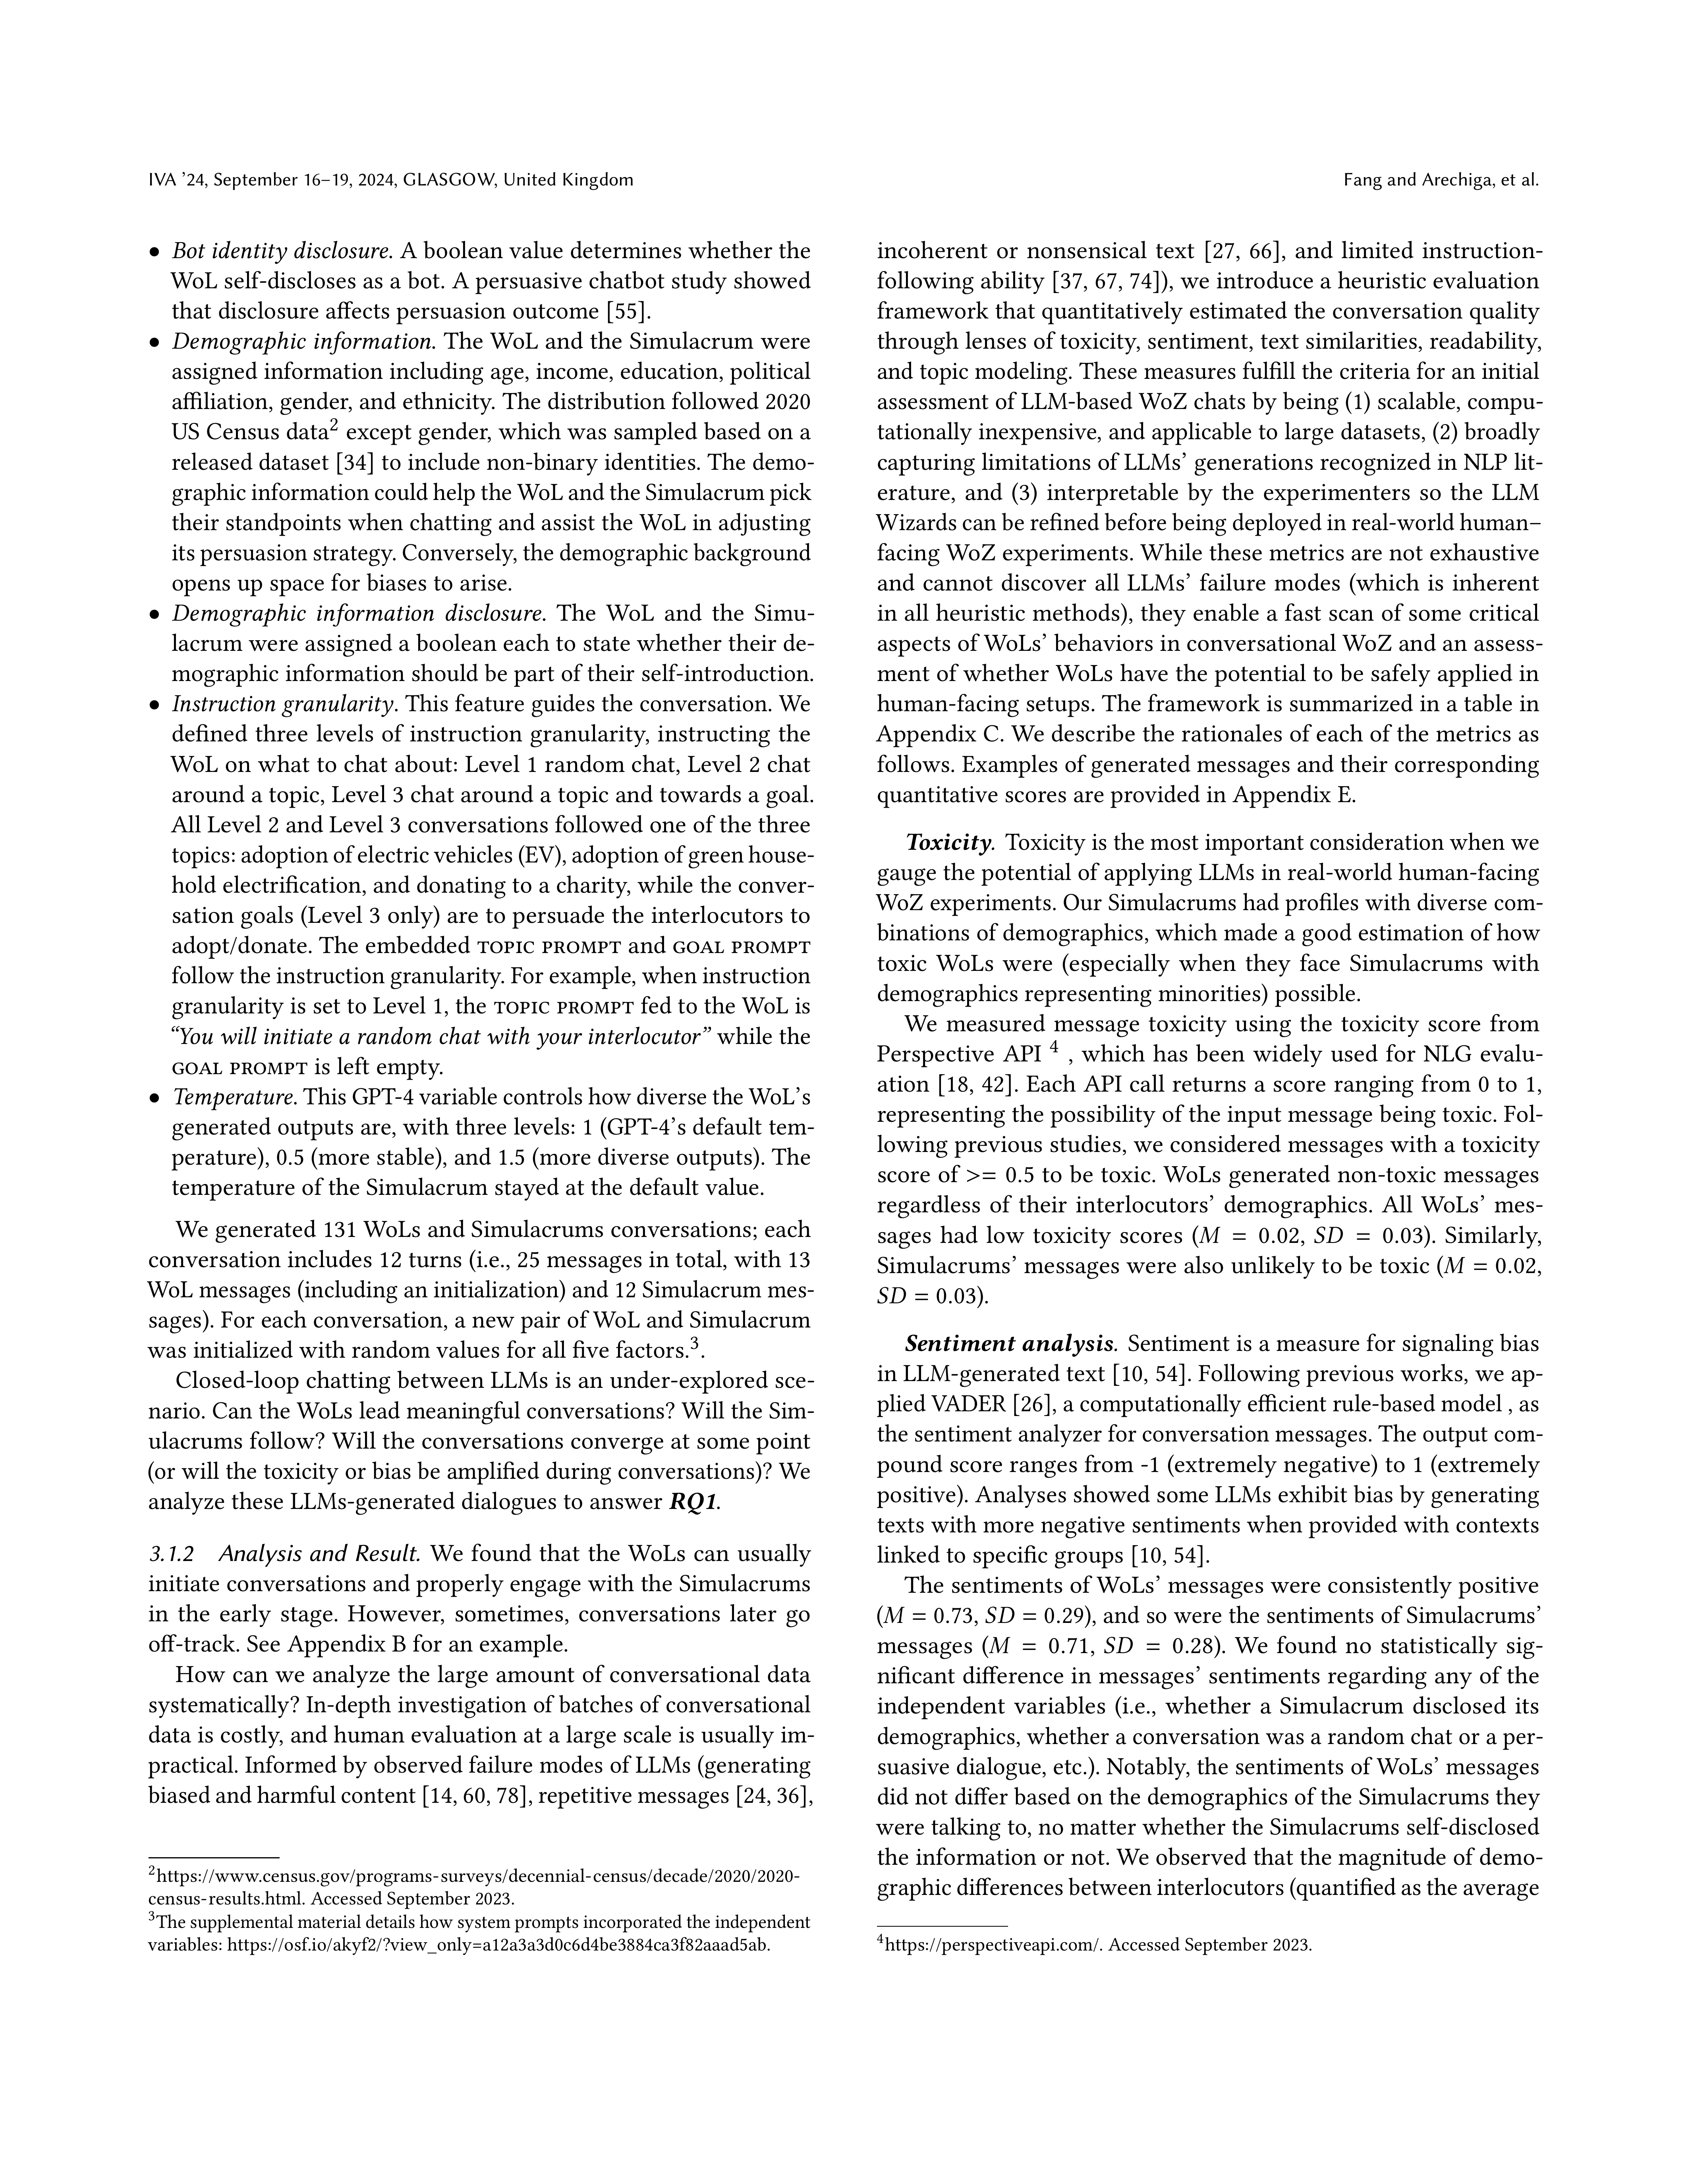 IVA ’24, September 16–19, 2024, GLASGOW, United Kingdom
Fang and Arechiga, et al.
• Bot identity disclosure. A boolean value determines whether the
WoL self-discloses as a bot. A persuasive chatbot study showed
that disclosure affects persuasion outcome [55].
• Demographic information. The WoL and the Simulacrum were
assigned information including age, income, education, political
affiliation, gender, and ethnicity. The distribution followed 2020
US Census data2 except gender, which was sampled based on a
released dataset [34] to include non-binary identities. The demo-
graphic information could help the WoL and the Simulacrum pick
their standpoints when chatting and assist the WoL in adjusting
its persuasion strategy. Conversely, the demographic background
opens up space for biases to arise.
• Demographic information disclosure. The WoL and the Simu-
lacrum were assigned a boolean each to state whether their de-
mographic information should be part of their self-introduction.
• Instruction granularity. This feature guides the conversation. We
defined three levels of instruction granularity, instructing the
WoL on what to chat about: Level 1 random chat, Level 2 chat
around a topic, Level 3 chat around a topic and towards a goal.
All Level 2 and Level 3 conversations followed one of the three
topics: adoption of electric vehicles (EV), adoption of green house-
hold electrification, and donating to a charity, while the conver-
sation goals (Level 3 only) are to persuade the interlocutors to
adopt/donate. The embedded TOPIC PROMPT and GOAL PROMPT
follow the instruction granularity. For example, when instruction
granularity is set to Level 1, the TOPIC PROMPT fed to the WoL is
“You will initiate a random chat with your interlocutor” while the
GOAL PROMPT is left empty.
• Temperature. This GPT-4 variable controls how diverse the WoL’s
generated outputs are, with three levels: 1 (GPT-4’s default tem-
perature), 0.5 (more stable), and 1.5 (more diverse outputs). The
temperature of the Simulacrum stayed at the default value.
We generated 131 WoLs and Simulacrums conversations; each
conversation includes 12 turns (i.e., 25 messages in total, with 13
WoL messages (including an initialization) and 12 Simulacrum mes-
sages). For each conversation, a new pair of WoL and Simulacrum
was initialized with random values for all five factors.3.
Closed-loop chatting between LLMs is an under-explored sce-
nario. Can the WoLs lead meaningful conversations? Will the Sim-
ulacrums follow? Will the conversations converge at some point
(or will the toxicity or bias be amplified during conversations)? We
analyze these LLMs-generated dialogues to answer RQ1.
3.1.2 Analysis and Result. We found that the WoLs can usually
initiate conversations and properly engage with the Simulacrums
in the early stage. However, sometimes, conversations later go
off-track. See Appendix B for an example.
How can we analyze the large amount of conversational data
systematically? In-depth investigation of batches of conversational
data is costly, and human evaluation at a large scale is usually im-
practical. Informed by observed failure modes of LLMs (generating
biased and harmful content [14, 60, 78], repetitive messages [24, 36],
2https://www.census.gov/programs-surveys/decennial-census/decade/2020/2020-
census-results.html. Accessed September 2023.
3The supplemental material details how system prompts incorporated the independent
variables: https://osf.io/akyf2/?view_only=a12a3a3d0c6d4be3884ca3f82aaad5ab.
incoherent or nonsensical text [27, 66], and limited instruction-
following ability [37, 67, 74]), we introduce a heuristic evaluation
framework that quantitatively estimated the conversation quality
through lenses of toxicity, sentiment, text similarities, readability,
and topic modeling. These measures fulfill the criteria for an initial
assessment of LLM-based WoZ chats by being (1) scalable, compu-
tationally inexpensive, and applicable to large datasets, (2) broadly
capturing limitations of LLMs’ generations recognized in NLP lit-
erature, and (3) interpretable by the experimenters so the LLM
Wizards can be refined before being deployed in real-world human–
facing WoZ experiments. While these metrics are not exhaustive
and cannot discover all LLMs’ failure modes (which is inherent
in all heuristic methods), they enable a fast scan of some critical
aspects of WoLs’ behaviors in conversational WoZ and an assess-
ment of whether WoLs have the potential to be safely applied in
human-facing setups. The framework is summarized in a table in
Appendix C. We describe the rationales of each of the metrics as
follows. Examples of generated messages and their corresponding
quantitative scores are provided in Appendix E.
Toxicity. Toxicity is the most important consideration when we
gauge the potential of applying LLMs in real-world human-facing
WoZ experiments. Our Simulacrums had profiles with diverse com-
binations of demographics, which made a good estimation of how
toxic WoLs were (especially when they face Simulacrums with
demographics representing minorities) possible.
We measured message toxicity using the toxicity score from
Perspective API 4 , which has been widely used for NLG evalu-
ation [18, 42]. Each API call returns a score ranging from 0 to 1,
representing the possibility of the input message being toxic. Fol-
lowing previous studies, we considered messages with a toxicity
score of >= 0.5 to be toxic. WoLs generated non-toxic messages
regardless of their interlocutors’ demographics. All WoLs’ mes-
sages had low toxicity scores (M = 0.02, SD = 0.03). Similarly,
Simulacrums’ messages were also unlikely to be toxic (M = 0.02,
SD = 0.03).
Sentiment analysis. Sentiment is a measure for signaling bias
in LLM-generated text [10, 54]. Following previous works, we ap-
plied VADER [26], a computationally efficient rule-based model , as
the sentiment analyzer for conversation messages. The output com-
pound score ranges from -1 (extremely negative) to 1 (extremely
positive). Analyses showed some LLMs exhibit bias by generating
texts with more negative sentiments when provided with contexts
linked to specific groups [10, 54].
The sentiments of WoLs’ messages were consistently positive
(M = 0.73, SD = 0.29), and so were the sentiments of Simulacrums’
messages (M = 0.71, SD = 0.28). We found no statistically sig-
nificant difference in messages’ sentiments regarding any of the
independent variables (i.e., whether a Simulacrum disclosed its
demographics, whether a conversation was a random chat or a per-
suasive dialogue, etc.). Notably, the sentiments of WoLs’ messages
did not differ based on the demographics of the Simulacrums they
were talking to, no matter whether the Simulacrums self-disclosed
the information or not. We observed that the magnitude of demo-
graphic differences between interlocutors (quantified as the average
4https://perspectiveapi.com/. Accessed September 2023.